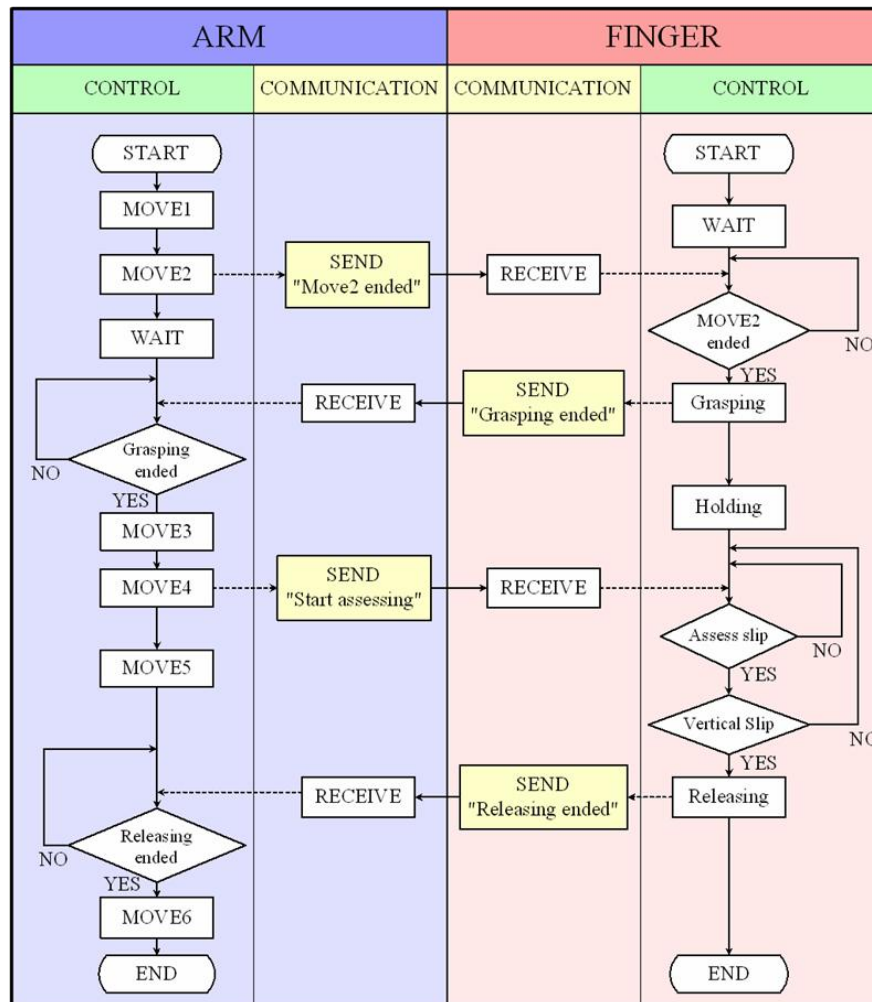 ARM
FINGER
CONTROL
COMMUNICATION
COMMUNICATION
CONTROL
START
START
MOVE1
WAIT
MOVE2
SEND
"Move2 ended"
RECEIVE
MOVE2
ended
NO
YES
WAIT
RECEIVE
SEND
"Grasping ended"
Grasping
Grasping
ended
NO
YES
Holding
MOVE3
MOVE4
SEND
"Start assessing"
RECEIVE
Assess slip
NO
YES
MOVE5
Vertical Slip
NO
YES
RECEIVE
SEND
"Releasing ended"
Releasing
Releasing
ended
NO
YES
MOVE6
END
END